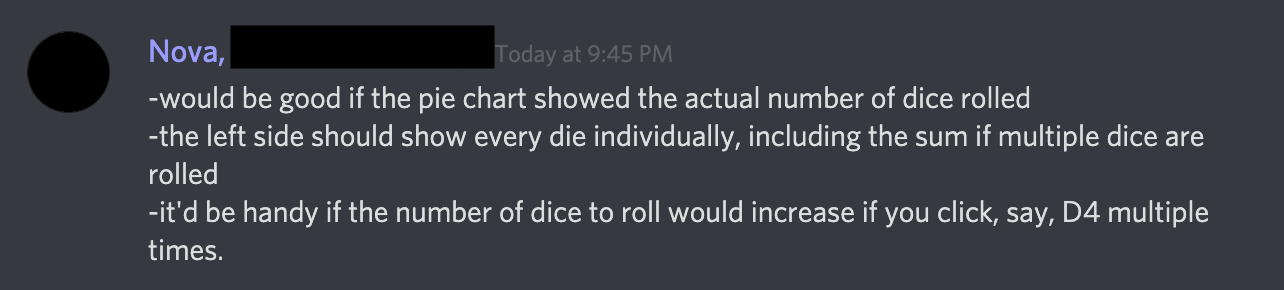 Nova, Today at 9:45 PM
-would be good if the pie chart showed the actual number of dice rolled
-the left side should show every die individually, including the sum if multiple dice are
rolled
-it'd be handy if the number of dice to roll would increase if you click, say, D4 multiple
times.